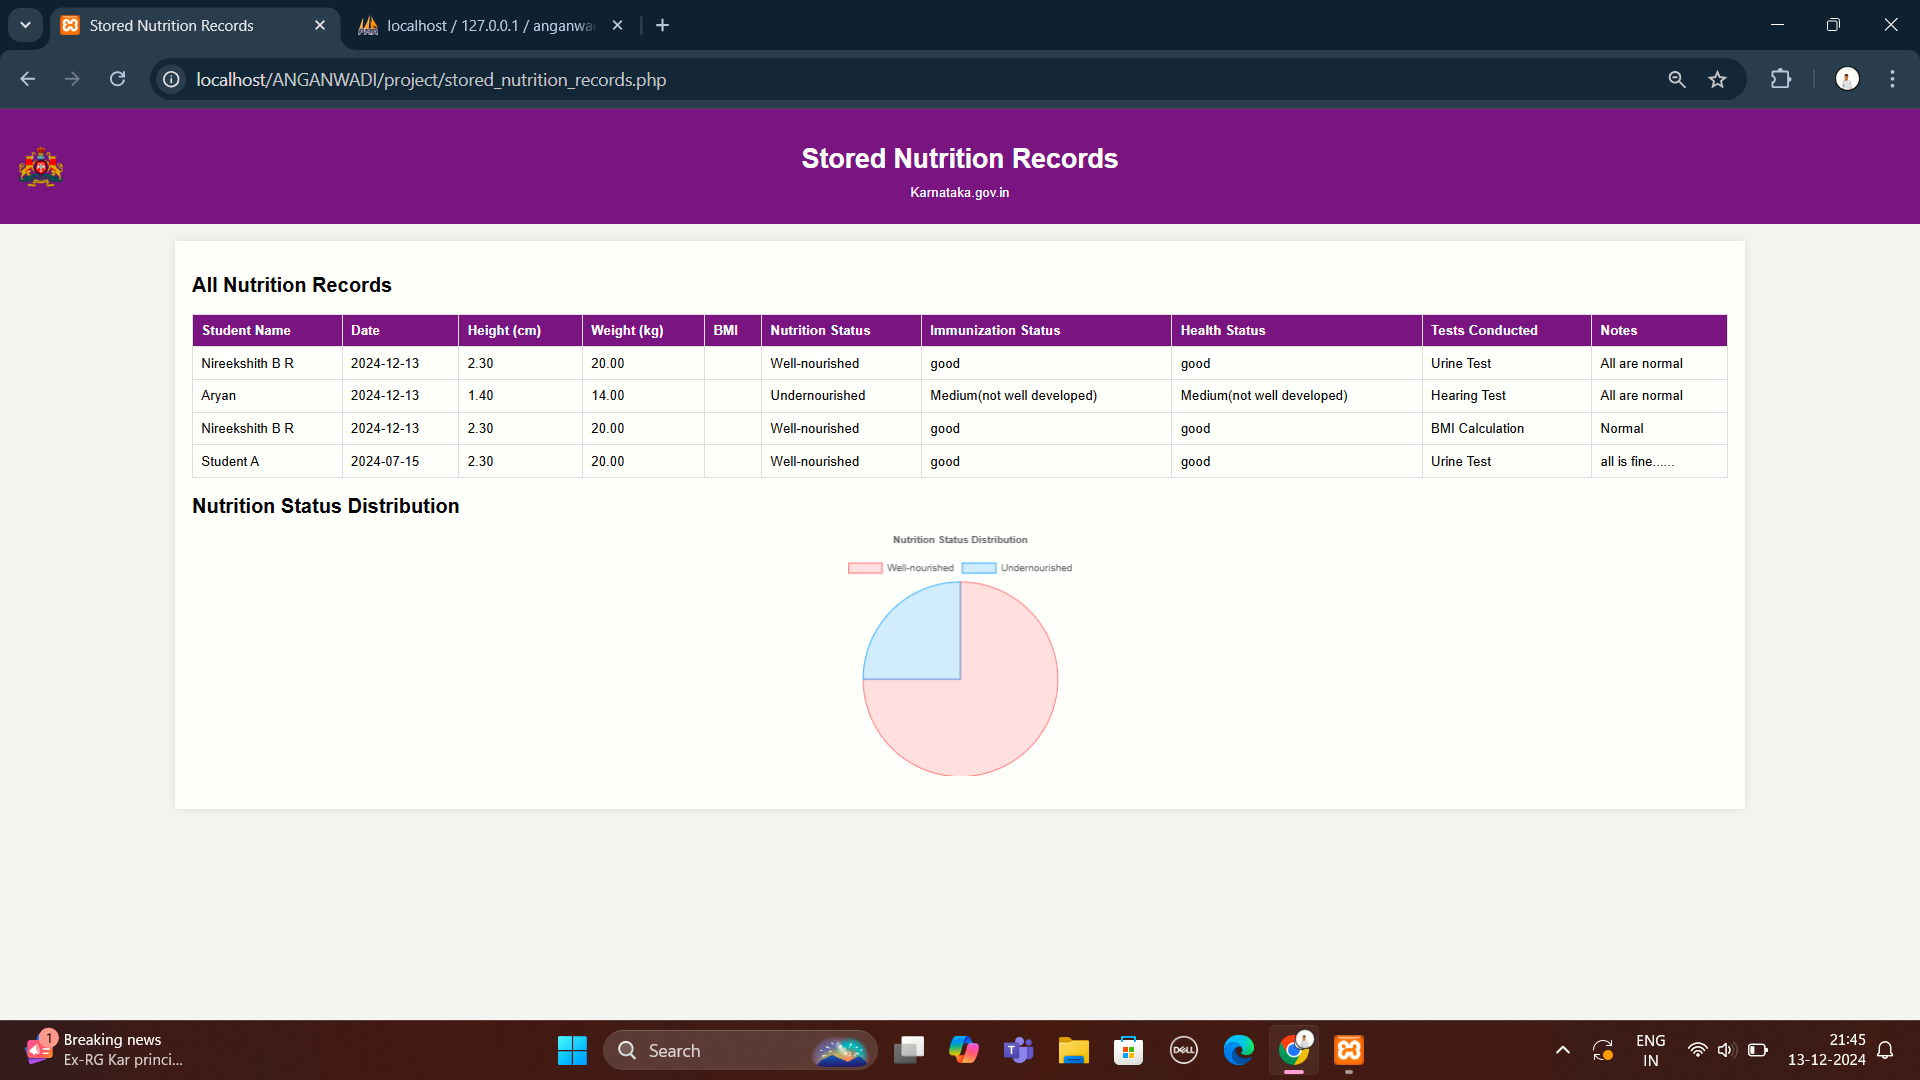 Stored Nutrition Records
localhost / 127.0.0.1 / anganwa
localhost/ANGANWADI/project/stored_nutrition_records.php
Stored Nutrition Records
Karnataka.gov.in
All Nutrition Records
Student Name Date Height (cm) Weight (kg) BMI Nutrition Status Immunization Status Health Status Tests Conducted Notes
Nireekshith B R 2024-12-13 2.30 20.00 Well-nourished good good Urine Test All are normal
Aryan 2024-12-13 1.40 14.00 Undernourished Medium(not well developed) Medium(not well developed) Hearing Test All are normal
Nireekshith B R 2024-12-13 2.30 20.00 Well-nourished good good BMI Calculation Normal
Student A 2024-07-15 2.30 20.00 Well-nourished good good Urine Test all is fine......
Nutrition Status Distribution
Nutrition Status Distribution
Well-nourished Undernourished
1
Breaking news
Ex-RG Kar princi...
Search
DELL
ENG
IN
21:45
13-12-2024